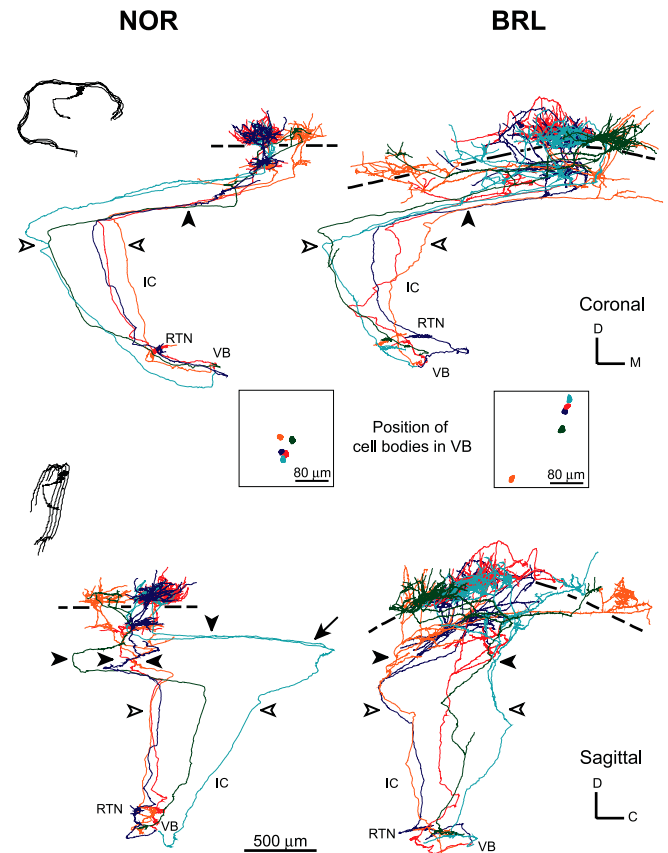 NOR BRL
IC IC
RTN RTN
VB VB
Coronal
D
M
Position of
cell bodies in VB
80 μm 80 μm
IC IC
Sagittal
D
C
RTN RTN
VB VB
500 μm